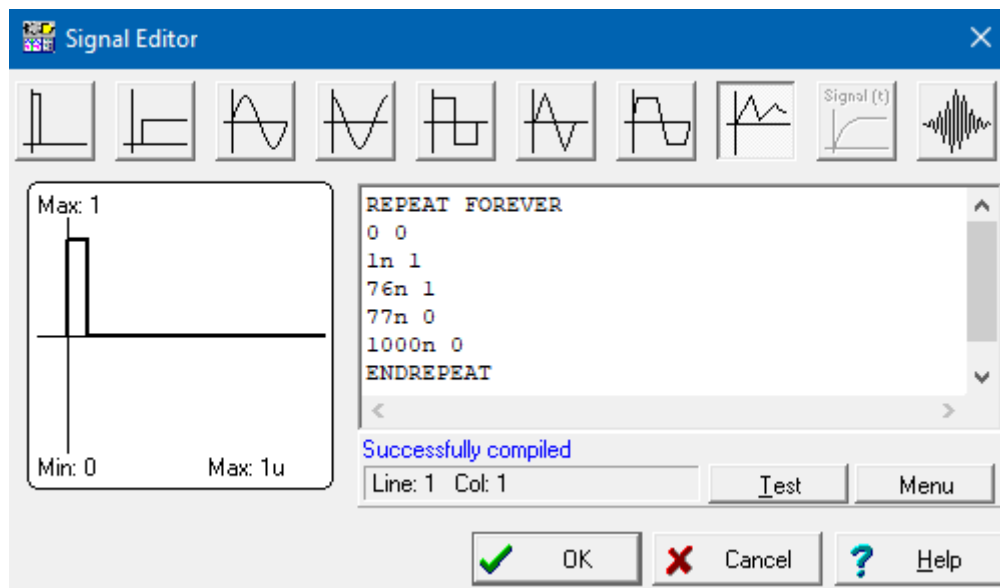 Signal Editor
Signal (t)
Max: 1
Min: 0 Max: 1u
REPEAT FOREVER
0 0
1n 1
76n 1
77n 0
1000n 0
ENDREPEAT
Successfully compiled
Line: 1 Col: 1
Test Menu
OK Cancel ? Help